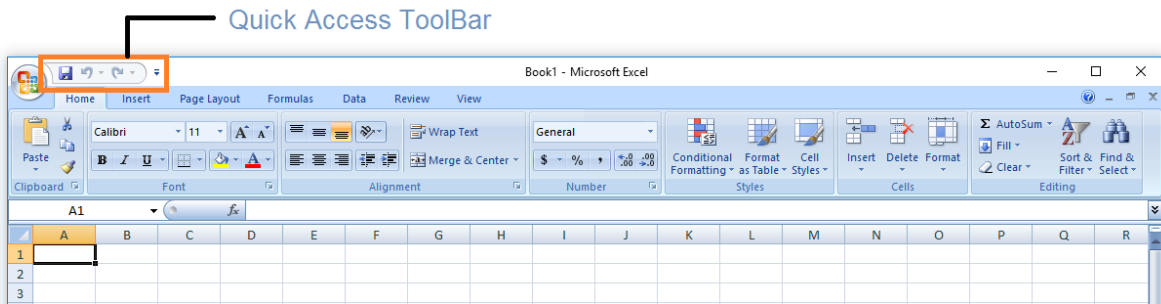 Quick Access ToolBar
Book1 - Microsoft Excel
Home Insert Page Layout Formulas Data Review View
Calibri 11 A A Wrap Text General Σ AutoSum
Fill
Paste B I U A Merge & Center $ % , .0 .00 .00 .0 Conditional Format Cell Insert Delete Format Clear Sort & Find &
Formatting as Table Styles Filter Select
Clipboard Font Alignment Number Styles Cells Editing
A1 fx
A B C D E F G H I J K L M N O P Q R
1
2
3